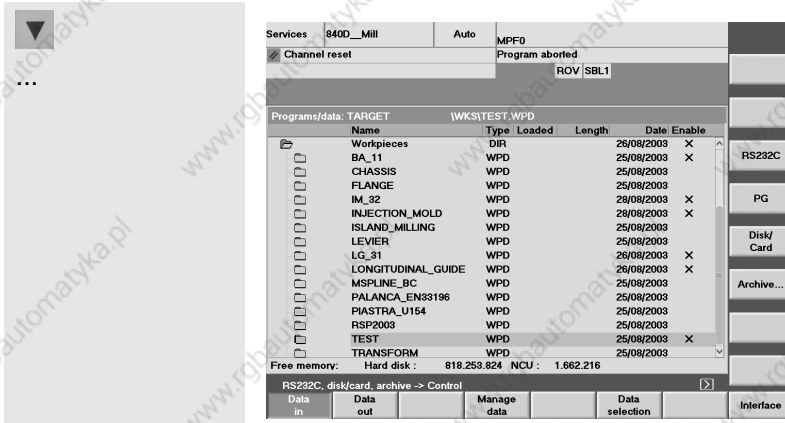 ...
Services 840D__Mill Auto MPF0
Channel reset Program aborted
ROV SBL1
Programs/data: TARGET \WKS\TEST.WPD
Name Type Loaded Length Date Enable
Workpieces DIR 26/08/2003 X
BA_11 WPD 25/08/2003 X
CHASSIS WPD 25/08/2003
FLANGE WPD 25/08/2003
IM_32 WPD 28/08/2003 X
INJECTION_MOLD WPD 28/08/2003 X
ISLAND_MILLING WPD 25/08/2003
LEVIER WPD 25/08/2003
LG_31 WPD 26/08/2003 X
LONGITUDINAL_GUIDE WPD 26/08/2003 X
MSPLINE_BC WPD 25/08/2003
PALANCA_EN33196 WPD 25/08/2003
PIASTRA_U154 WPD 25/08/2003
RSP2003 WPD 25/08/2003
TEST WPD 25/08/2003 X
TRANSFORM WPD 25/08/2003
Free memory: Hard disk : 818.253.824 NCU : 1.662.216
RS232C, disk/card, archive -> Control
Data in
Data out
Manage data
Data selection
RS232C
PG
Disk/
Card
Archive...
Interface
www.rgbautomatyka.pl